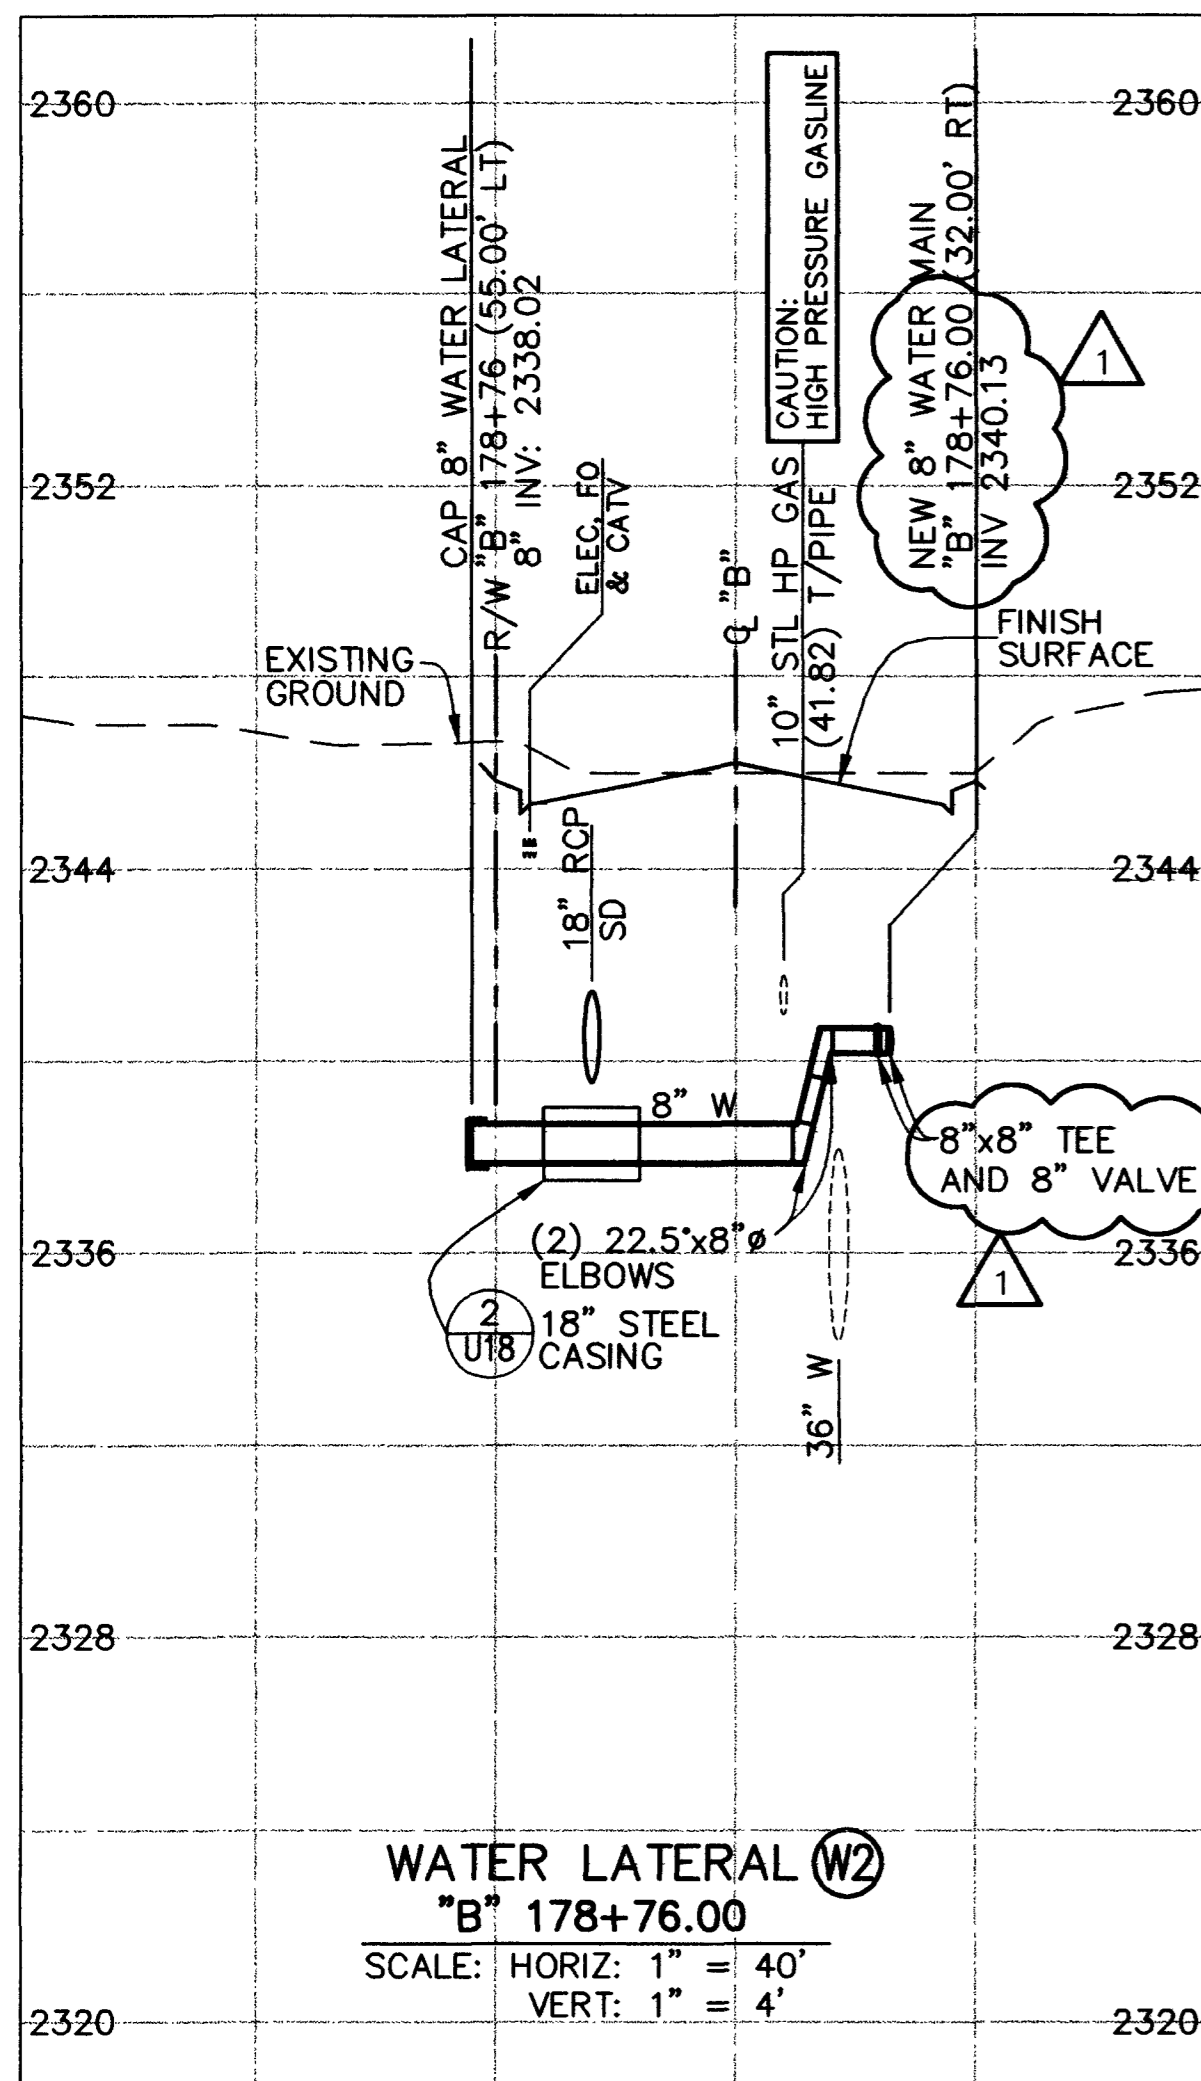 2360
2360
CAP 8" WATER LATERAL
"B" 178+76 (55.00' LT)
8" INV: 2338.02
R/W
ELEC, FO
& CATV
℄ "B"
CAUTION:
HIGH PRESSURE GASLINE
10" STL HP GAS
(41.82) T/PIPE
NEW 8" WATER MAIN
"B" 178+76.00 (32.00' RT)
INV 2340.13
1
2352
2352
EXISTING
GROUND
FINISH
SURFACE
2344
2344
18" RCP
SD
8" W
8"x8" TEE
AND 8" VALVE
1
(2) 22.5°x8"ø
ELBOWS
2336
2
U18
18" STEEL
CASING
36" W
2328
2328
WATER LATERAL W2
"B" 178+76.00
SCALE: HORIZ: 1" = 40'
VERT: 1" = 4'
2320
2320
2336